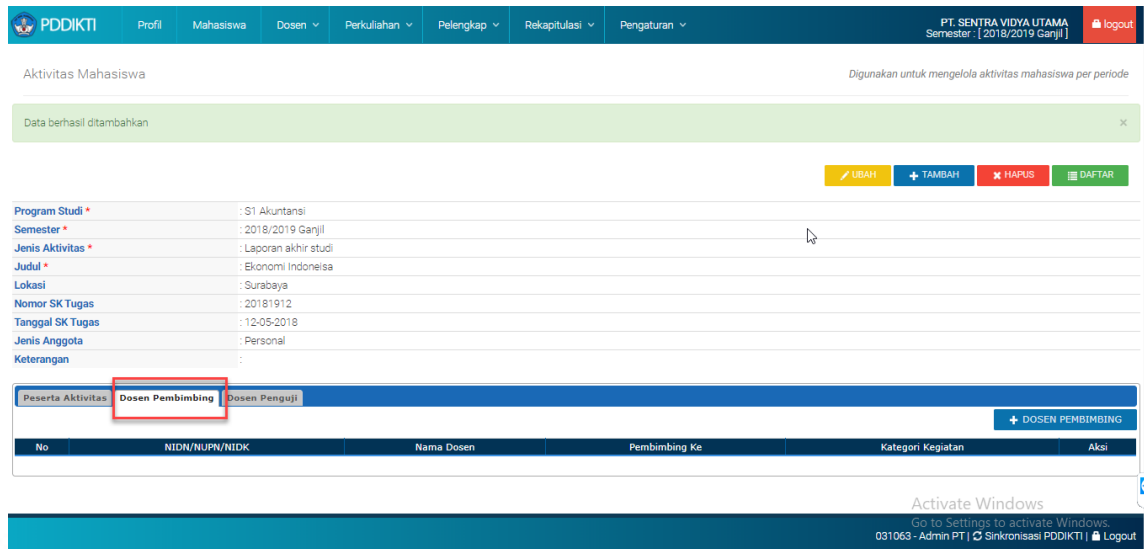 PDDIKTI Profil Mahasiswa Dosen Perkuliahan Pelengkap Rekapitulasi Pengaturan PT. SENTRA VIDYA UTAMA logout
Semester : [ 2018/2019 Ganjil ]
Aktivitas Mahasiswa Digunakan untuk mengelola aktivitas mahasiswa per periode
Data berhasil ditambahkan ×
UBAH + TAMBAH HAPUS DAFTAR
Program Studi * : S1 Akuntansi
Semester * : 2018/2019 Ganjil
Jenis Aktivitas * : Laporan akhir studi
Judul * : Ekonomi Indoneisa
Lokasi : Surabaya
Nomor SK Tugas : 20181912
Tanggal SK Tugas : 12-05-2018
Jenis Anggota : Personal
Keterangan :
Peserta Aktivitas Dosen Pembimbing Dosen Penguji
+ DOSEN PEMBIMBING
No NIDN/NUPN/NIDK Nama Dosen Pembimbing Ke Kategori Kegiatan Aksi
Activate Windows
Go to Settings to activate Windows.
031063 - Admin PT | Sinkronisasi PDDIKTI | Logout